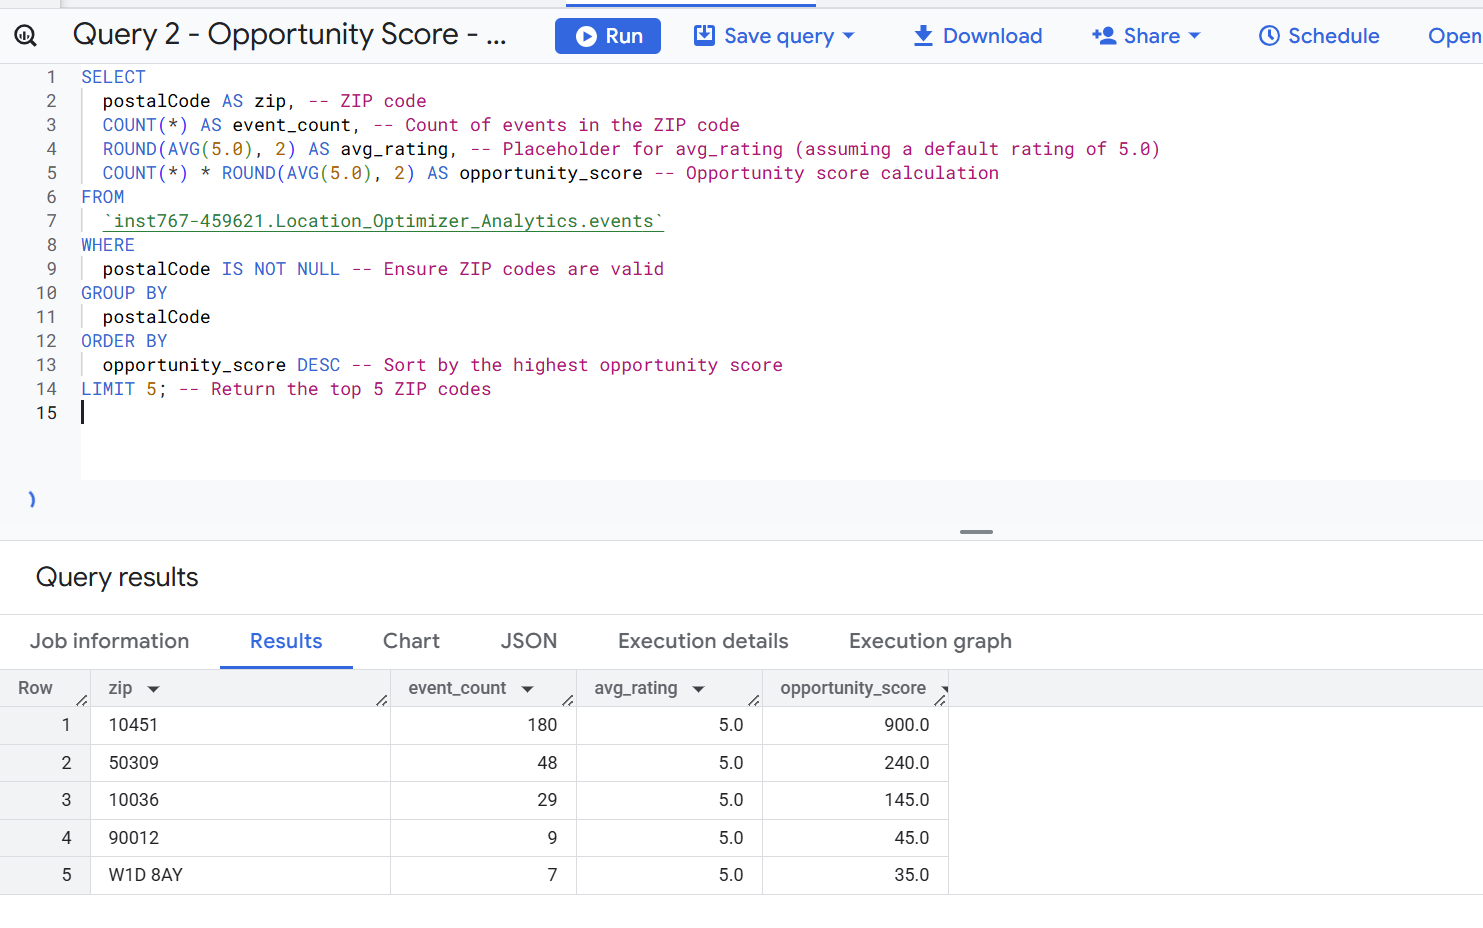 Query 2 - Opportunity Score - ...
Run
Save query
Download
Share
Schedule
Open
1 SELECT
2 postalCode AS zip, -- ZIP code
3 COUNT(*) AS event_count, -- Count of events in the ZIP code
4 ROUND(AVG(5.0), 2) AS avg_rating, -- Placeholder for avg_rating (assuming a default rating of 5.0)
5 COUNT(*) * ROUND(AVG(5.0), 2) AS opportunity_score -- Opportunity score calculation
6 FROM
7 `inst767-459621.Location_Optimizer_Analytics.events`
8 WHERE
9 postalCode IS NOT NULL -- Ensure ZIP codes are valid
10 GROUP BY
11 postalCode
12 ORDER BY
13 opportunity_score DESC -- Sort by the highest opportunity score
14 LIMIT 5; -- Return the top 5 ZIP codes
15
Query results
Job information Results Chart JSON Execution details Execution graph
Row zip event_count avg_rating opportunity_score
1 10451 180 5.0 900.0
2 50309 48 5.0 240.0
3 10036 29 5.0 145.0
4 90012 9 5.0 45.0
5 W1D 8AY 7 5.0 35.0